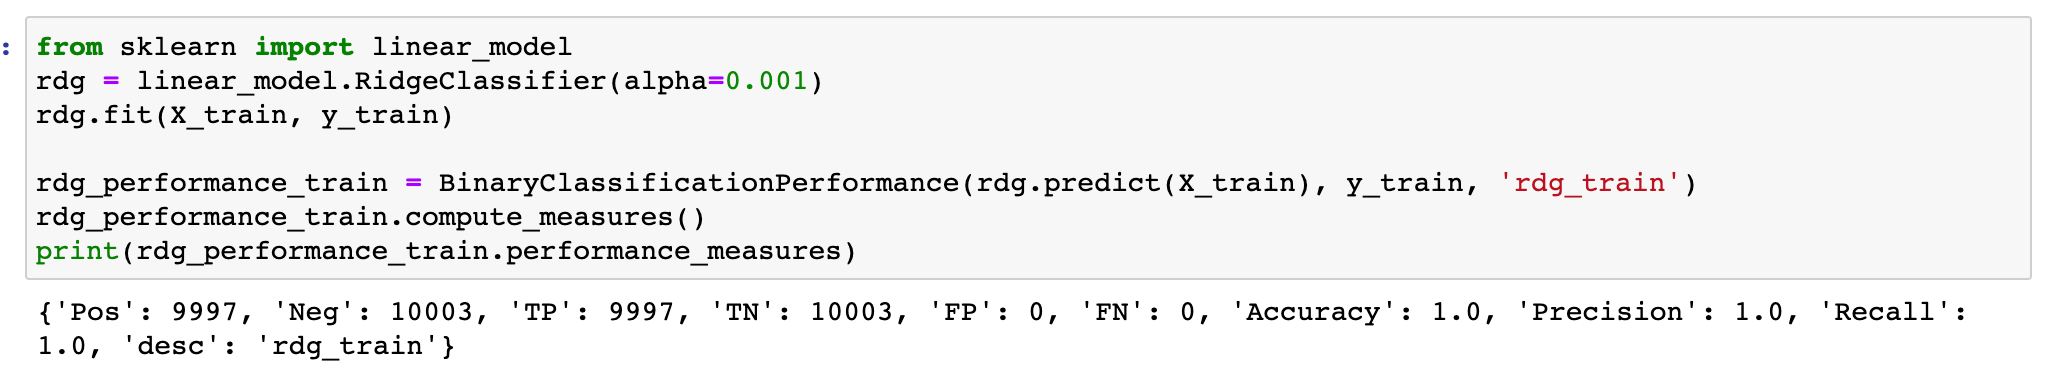 :
from sklearn import linear_model
rdg = linear_model.RidgeClassifier(alpha=0.001)
rdg.fit(X_train, y_train)
rdg_performance_train = BinaryClassificationPerformance(rdg.predict(X_train), y_train, 'rdg_train')
rdg_performance_train.compute_measures()
print(rdg_performance_train.performance_measures)
{'Pos': 9997, 'Neg': 10003, 'TP': 9997, 'TN': 10003, 'FP': 0, 'FN': 0, 'Accuracy': 1.0, 'Precision': 1.0, 'Recall':
1.0, 'desc': 'rdg_train'}